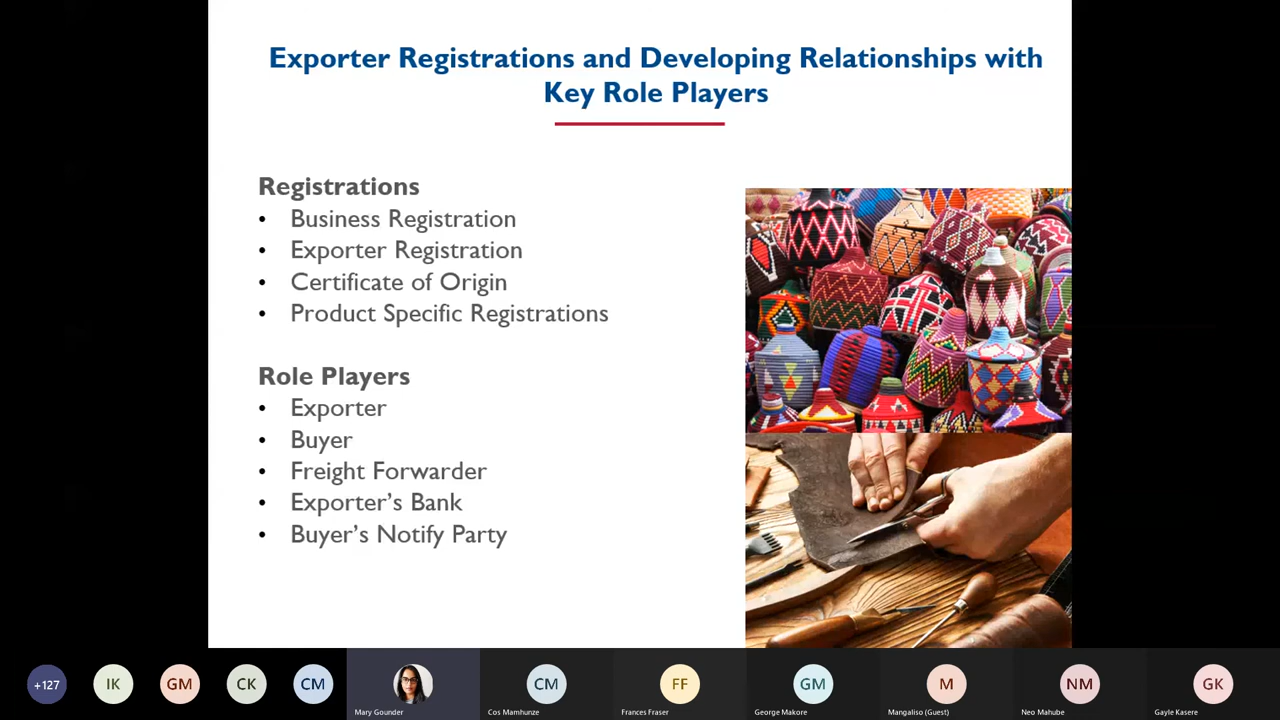 Exporter Registrations and Developing Relationships with
Key Role Players
Registrations
• Business Registration
• Exporter Registration
• Certificate of Origin
• Product Specific Registrations
Role Players
• Exporter
• Buyer
• Freight Forwarder
• Exporter's Bank
• Buyer's Notify Party
+127
IK
GM
CK
CM
Mary Gounder
CM
Cos Mamhunze
FF
Frances Fraser
GM
George Makore
M
Mangaliso (Guest)
NM
Neo Mahube
GK
Gayle Kasere